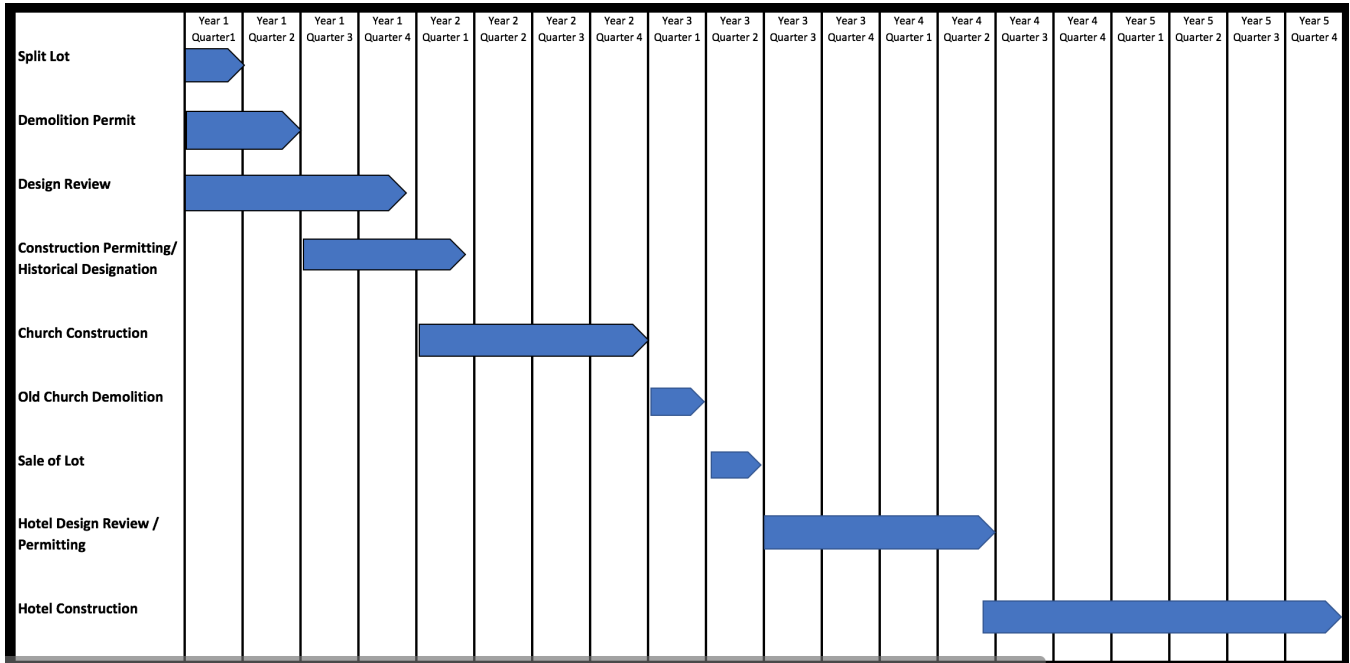 Year 1 Year 1 Year 1 Year 1 Year 2 Year 2 Year 2 Year 2 Year 3 Year 3 Year 3 Year 3 Year 4 Year 4 Year 4 Year 4 Year 5 Year 5 Year 5 Year 5
Quarter1 Quarter 2 Quarter 3 Quarter 4 Quarter 1 Quarter 2 Quarter 3 Quarter 4 Quarter 1 Quarter 2 Quarter 3 Quarter 4 Quarter 1 Quarter 2 Quarter 3 Quarter 4 Quarter 1 Quarter 2 Quarter 3 Quarter 4
Split Lot
Demolition Permit
Design Review
Construction Permitting/
Historical Designation
Church Construction
Old Church Demolition
Sale of Lot
Hotel Design Review /
Permitting
Hotel Construction